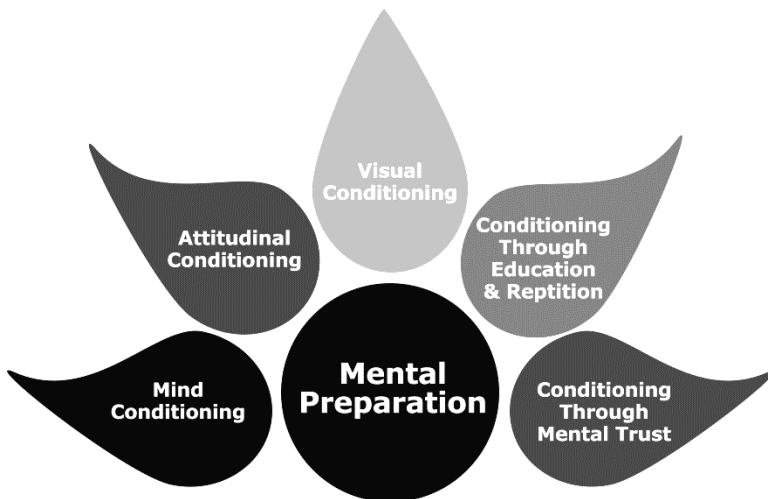 Visual
Conditioning
Attitudinal
Conditioning
Conditioning
Through
Education
& Reptition
Mind
Conditioning
Mental
Preparation
Conditioning
Through
Mental Trust